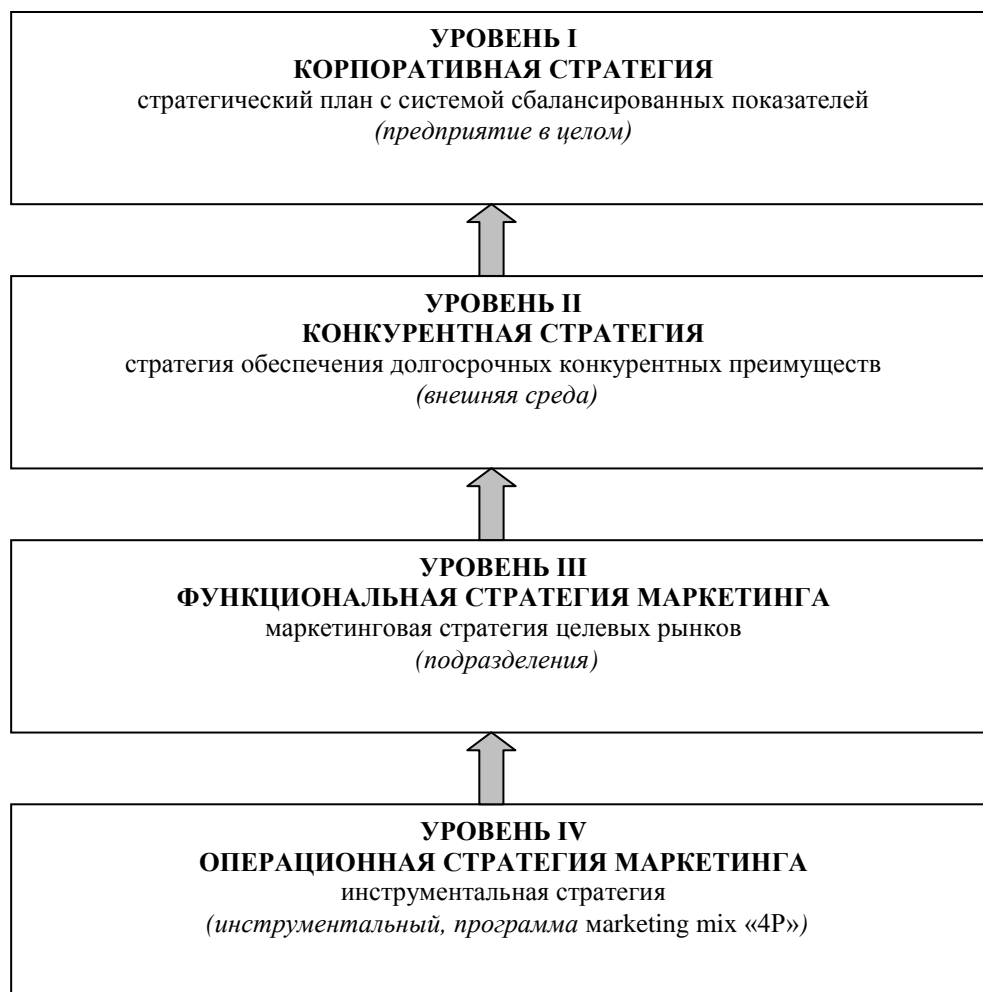 УРОВЕНЬ I
КОРПОРАТИВНАЯ СТРАТЕГИЯ
стратегический план с системой сбалансированных показателей
(предприятие в целом)
УРОВЕНЬ II
КОНКУРЕНТНАЯ СТРАТЕГИЯ
стратегия обеспечения долгосрочных конкурентных преимуществ
(внешняя среда)
УРОВЕНЬ III
ФУНКЦИОНАЛЬНАЯ СТРАТЕГИЯ МАРКЕТИНГА
маркетинговая стратегия целевых рынков
(подразделения)
УРОВЕНЬ IV
ОПЕРАЦИОННАЯ СТРАТЕГИЯ МАРКЕТИНГА
инструментальная стратегия
(инструментальный, программа marketing mix «4P»)